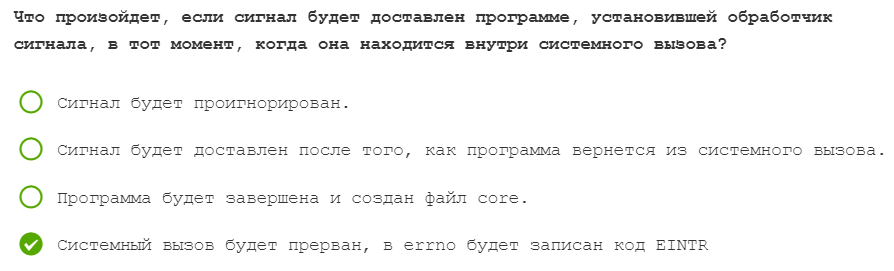 Что произойдет, если сигнал будет доставлен программе, установившей обработчик
сигнала, в тот момент, когда она находится внутри системного вызова?
Сигнал будет проигнорирован.
Сигнал будет доставлен после того, как программа вернется из системного вызова.
Программа будет завершена и создан файл core.
Системный вызов будет прерван, в errno будет записан код EINTR